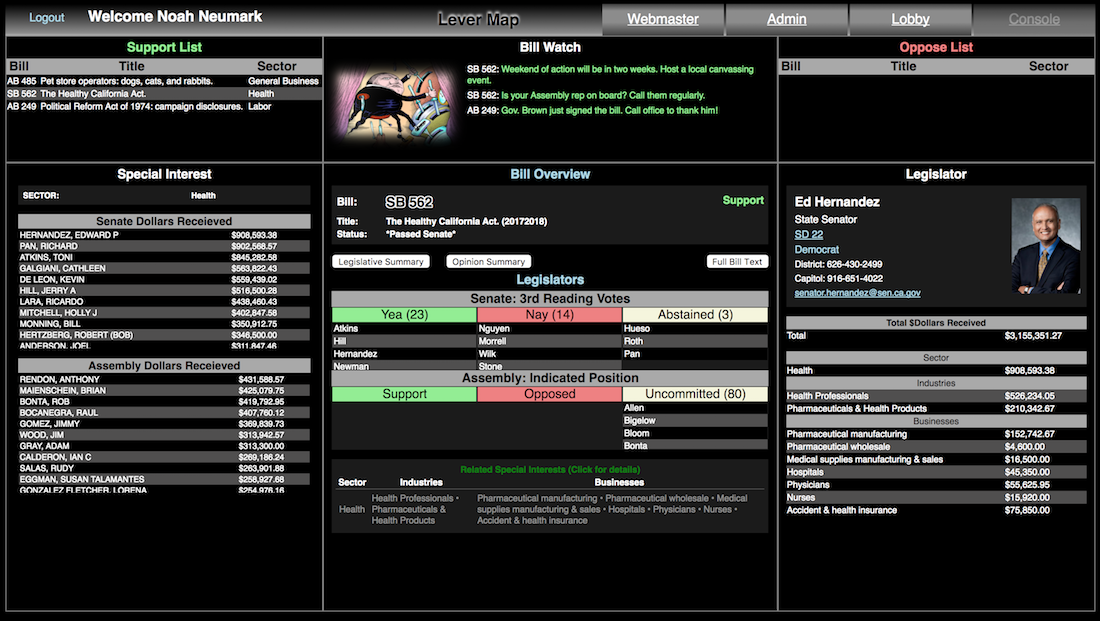 Logout Welcome Noah Neumark Lever Map Webmaster Admin Lobby Console
Support List
Bill Title Sector
AB 485 Pet store operators: dogs, cats, and rabbits. General Business
SB 562 The Healthy California Act. Health
AB 249 Political Reform Act of 1974: campaign disclosures. Labor
Bill Watch
SB 562: Weekend of action will be in two weeks. Host a local canvassing
event.
SB 562: Is your Assembly rep on board? Call them regularly.
AB 249: Gov. Brown just signed the bill. Call office to thank him!
Oppose List
Bill Title Sector
Special Interest
SECTOR: Health
Senate Dollars Receieved
HERNANDEZ, EDWARD P $908,593.38
PAN, RICHARD $902,568.57
ATKINS, TONI $845,282.58
GALGIANI, CATHLEEN $563,822.43
DE LEON, KEVIN $559,439.02
HILL, JERRY A $516,500.28
LARA, RICARDO $438,460.43
MITCHELL, HOLLY J $402,847.58
MONNING, BILL $350,912.75
HERTZBERG, ROBERT (BOB) $346,500.00
ANDERSON, JOEL $311,847.46
Assembly Dollars Receieved
RENDON, ANTHONY $431,588.57
MAIENSCHEIN, BRIAN $425,079.75
BONTA, ROB $419,792.95
BOCANEGRA, RAUL $407,760.12
GOMEZ, JIMMY $369,639.73
WOOD, JIM $313,942.57
GRAY, ADAM $313,300.00
CALDERON, IAN C $269,186.24
SALAS, RUDY $263,901.88
EGGMAN, SUSAN TALAMANTES $258,927.68
GONZALEZ FLETCHER, LORENA $254,976.16
Bill Overview
Bill: SB 562 Support
Title: The Healthy California Act. (20172018)
Status: *Passed Senate*
Legislative Summary Opinion Summary Full Bill Text
Legislators
Senate: 3rd Reading Votes
Yea (23) Nay (14) Abstained (3)
Atkins Nguyen Hueso
Hill Morrell Roth
Hernandez Wilk Pan
Newman Stone
Assembly: Indicated Position
Support Opposed Uncommitted (80)
Allen
Bigelow
Bloom
Bonta
Related Special Interests (Click for details)
Sector Industries Businesses
Health Health Professionals • Pharmaceuticals & Health Products Pharmaceutical manufacturing • Pharmaceutical wholesale • Medical supplies manufacturing & sales • Hospitals • Physicians • Nurses • Accident & health insurance
Legislator
Ed Hernandez
State Senator
SD 22
Democrat
District: 626-430-2499
Capitol: 916-651-4022
senator.hernandez@sen.ca.gov
Total $Dollars Received
Total $3,155,351.27
Sector
Health $908,593.38
Industries
Health Professionals $526,234.05
Pharmaceuticals & Health Products $210,342.67
Businesses
Pharmaceutical manufacturing $152,742.67
Pharmaceutical wholesale $4,600.00
Medical supplies manufacturing & sales $16,500.00
Hospitals $45,350.00
Physicians $55,625.95
Nurses $15,920.00
Accident & health insurance $75,850.00